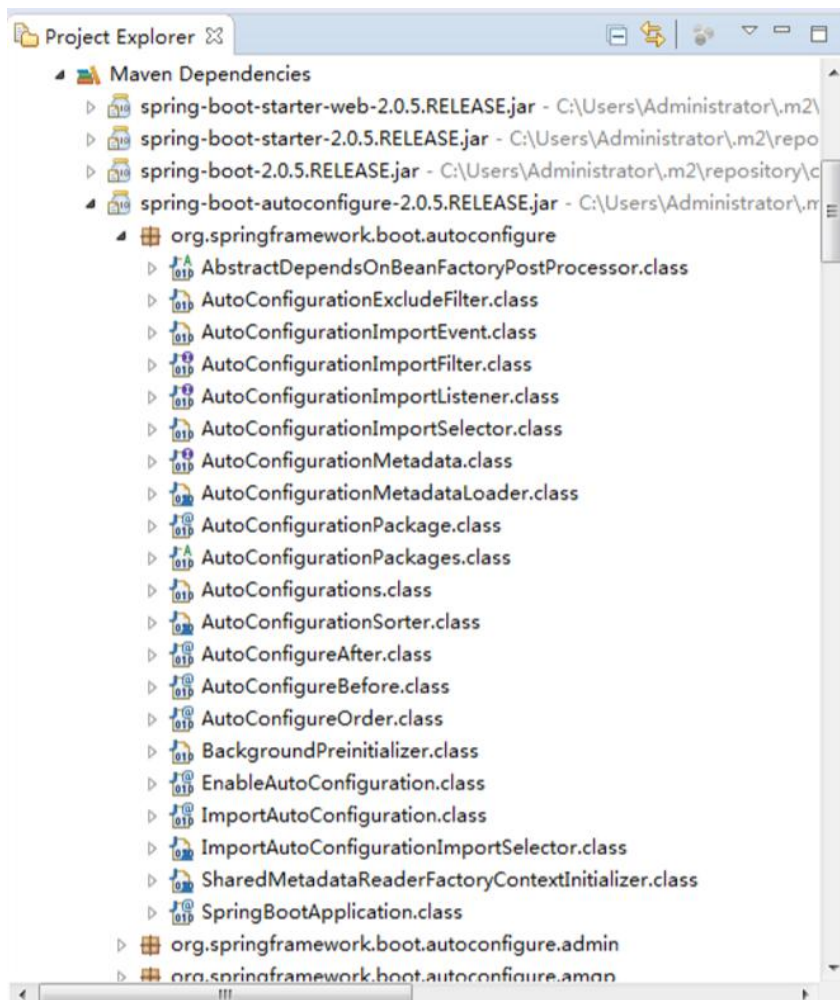 Project Explorer
Maven Dependencies
spring-boot-starter-web-2.0.5.RELEASE.jar - C:\Users\Administrator\.m2\
spring-boot-starter-2.0.5.RELEASE.jar - C:\Users\Administrator\.m2\repo
spring-boot-2.0.5.RELEASE.jar - C:\Users\Administrator\.m2\repository\c
spring-boot-autoconfigure-2.0.5.RELEASE.jar - C:\Users\Administrator\.m
org.springframework.boot.autoconfigure
AbstractDependsOnBeanFactoryPostProcessor.class
AutoConfigurationExcludeFilter.class
AutoConfigurationImportEvent.class
AutoConfigurationImportFilter.class
AutoConfigurationImportListener.class
AutoConfigurationImportSelector.class
AutoConfigurationMetadata.class
AutoConfigurationMetadataLoader.class
AutoConfigurationPackage.class
AutoConfigurationPackages.class
AutoConfigurations.class
AutoConfigurationSorter.class
AutoConfigureAfter.class
AutoConfigureBefore.class
AutoConfigureOrder.class
BackgroundPreinitializer.class
EnableAutoConfiguration.class
ImportAutoConfiguration.class
ImportAutoConfigurationImportSelector.class
SharedMetadataReaderFactoryContextInitializer.class
SpringBootApplication.class
org.springframework.boot.autoconfigure.admin
org.springframework.boot.autoconfigure.amqp